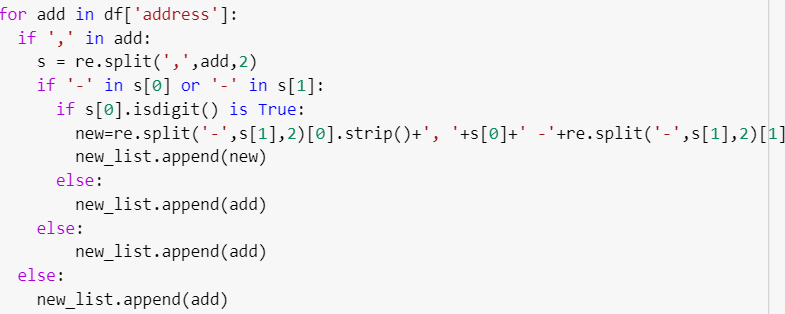 for add in df['address']:
  if ',' in add:
    s = re.split(',',add,2)
    if '-' in s[0] or '-' in s[1]:
      if s[0].isdigit() is True:
        new=re.split('-',s[1],2)[0].strip()+', '+s[0]+' -'+re.split('-',s[1],2)[1]
        new_list.append(new)
      else:
        new_list.append(add)
    else:
        new_list.append(add)
  else:
    new_list.append(add)